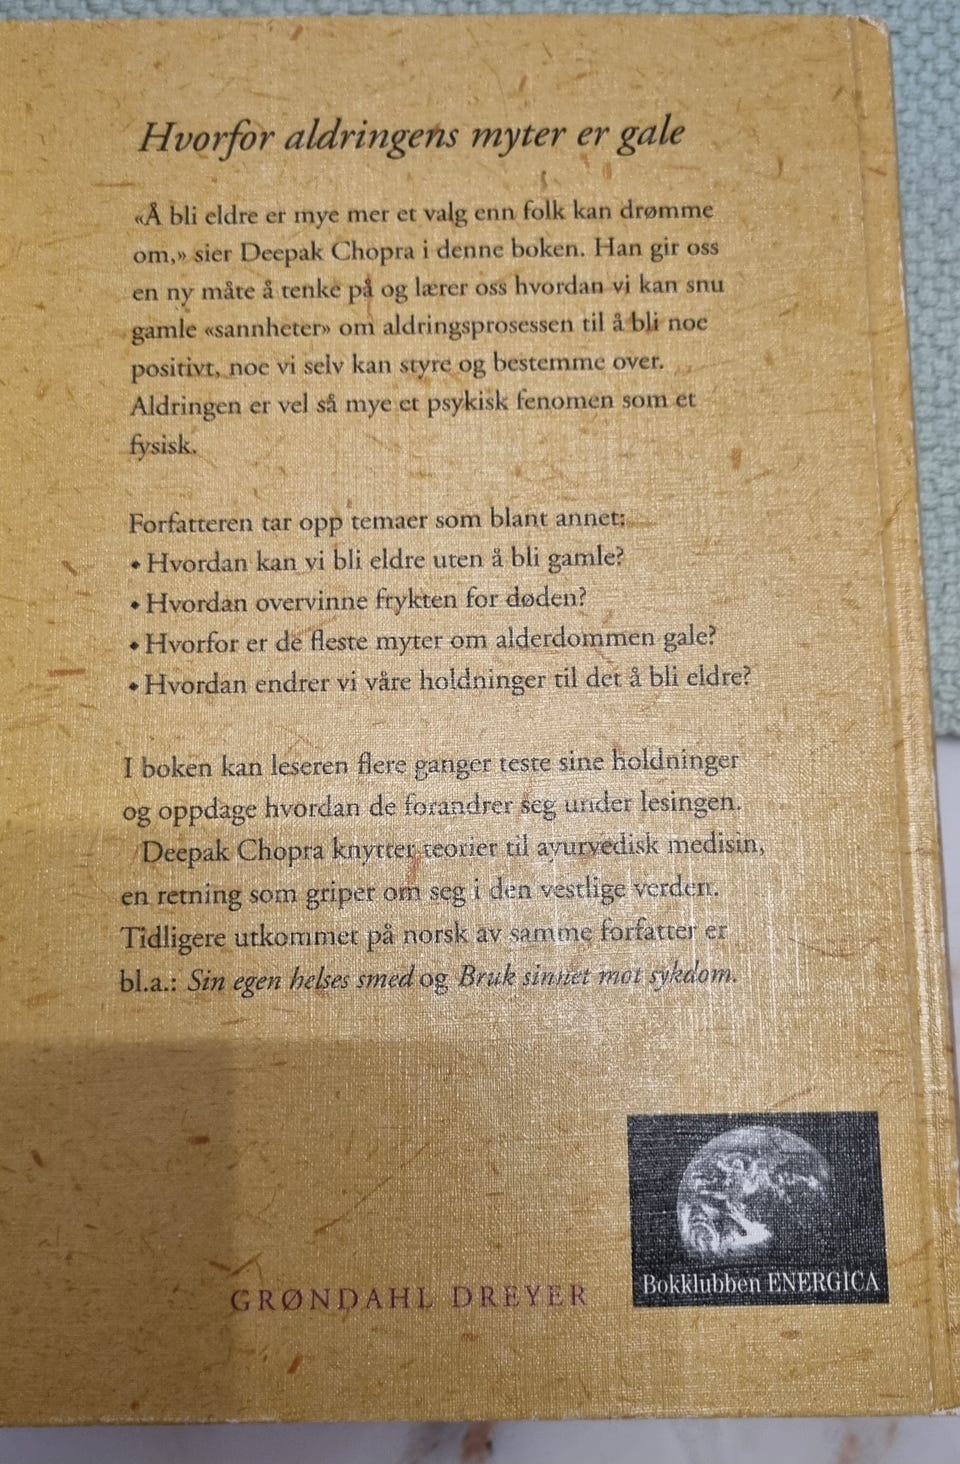 Hvorfor aldringens myter er gale
«Å bli eldre er mye mer et valg enn folk kan drømme
om,» sier Deepak Chopra i denne boken. Han gir oss
en ny måte å tenke på og lærer oss hvordan vi kan snu
gamle «sannheter» om aldringsprosessen til å bli noe
positivt, noe vi selv kan styre og bestemme over.
Aldringen er vel så mye et psykisk fenomen som et
fysisk.
Forfatteren tar opp temaer som blant annet:
• Hvordan kan vi bli eldre uten å bli gamle?
• Hvordan overvinne frykten for døden?
• Hvorfor er de fleste myter om alderdommen gale?
• Hvordan endrer vi våre holdninger til det å bli eldre?
I boken kan leseren flere ganger teste sine holdninger
og oppdage hvordan de forandrer seg under lesingen.
Deepak Chopra knytter teorier til ayurvedisk medisin,
en retning som griper om seg i den vestlige verden.
Tidligere utkommet på norsk av samme forfatter er
bl.a.: Sin egen helses smed og Bruk sinnet mot sykdom.
GRØNDAHL DREYER
Bokklubben ENERGICA